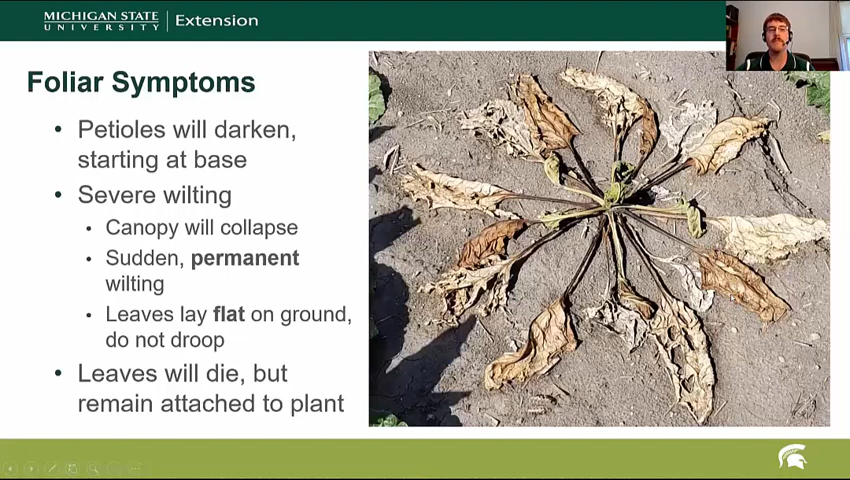 MICHIGAN STATE
UNIVERSITY
Extension
Foliar Symptoms
• Petioles will darken,
starting at base
• Severe wilting
• Canopy will collapse
• Sudden, permanent
wilting
• Leaves lay flat on ground,
do not droop
• Leaves will die, but
remain attached to plant